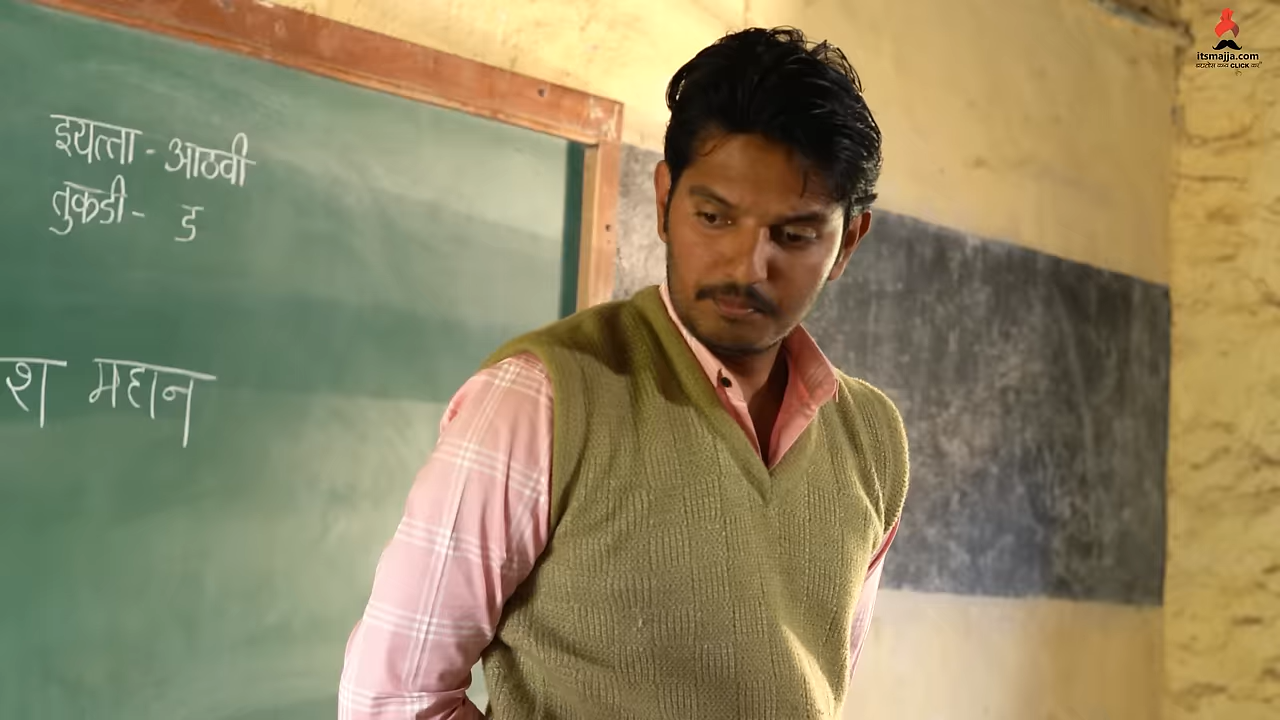 इयत्ता - आठवी
तुकडी - ड
श महान
itsmajja.com